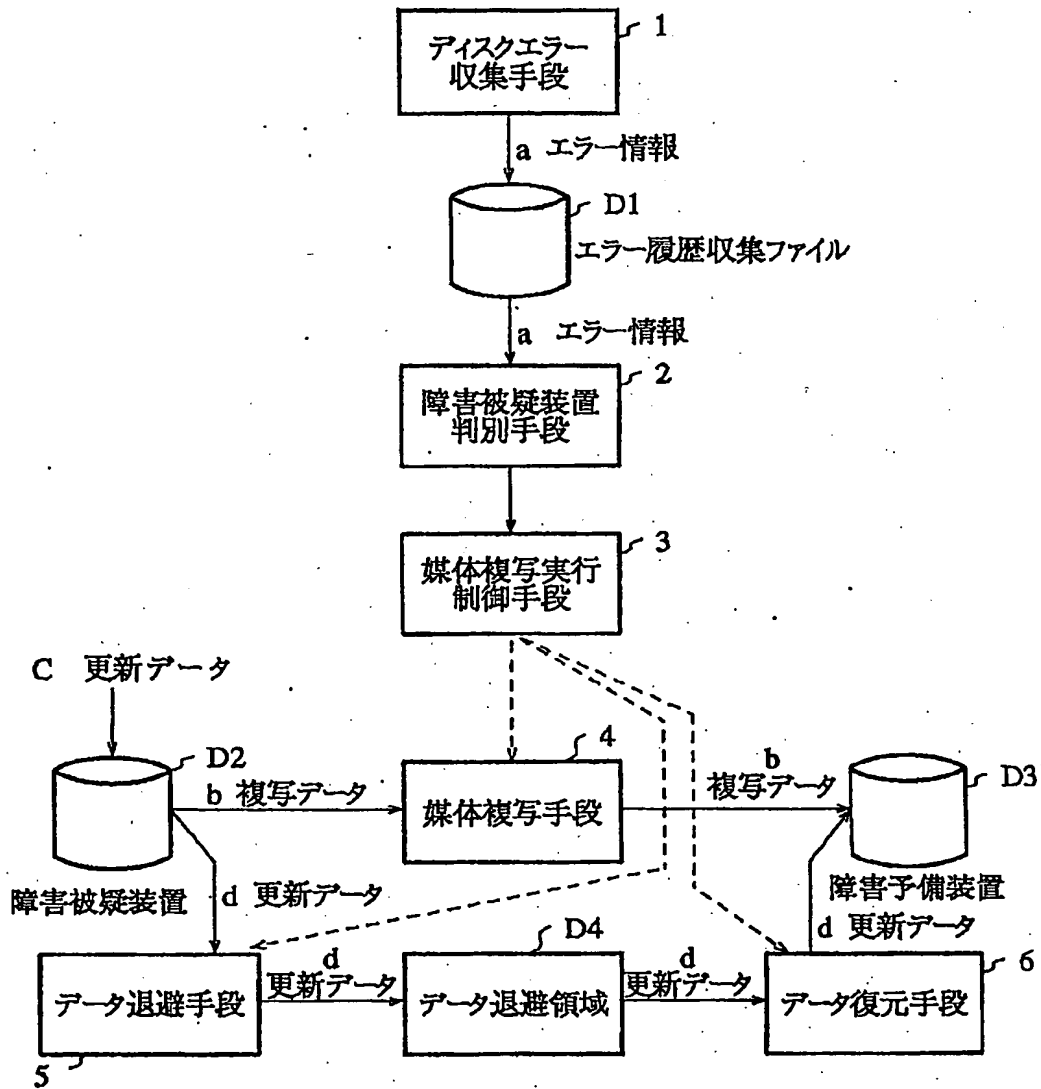 1
ディスクエラー
収集手段
a エラー情報
D1
エラー履歴収集ファイル
a エラー情報
2
障害被疑装置
判別手段
3
媒体複写実行
制御手段
C 更新データ
D2
b 複写データ
4
媒体複写手段
b
複写データ
D3
障害被疑装置
d 更新データ
障害予備装置
d 更新データ
D4
データ退避手段
5
d
更新データ
データ退避領域
d
更新データ
データ復元手段
6